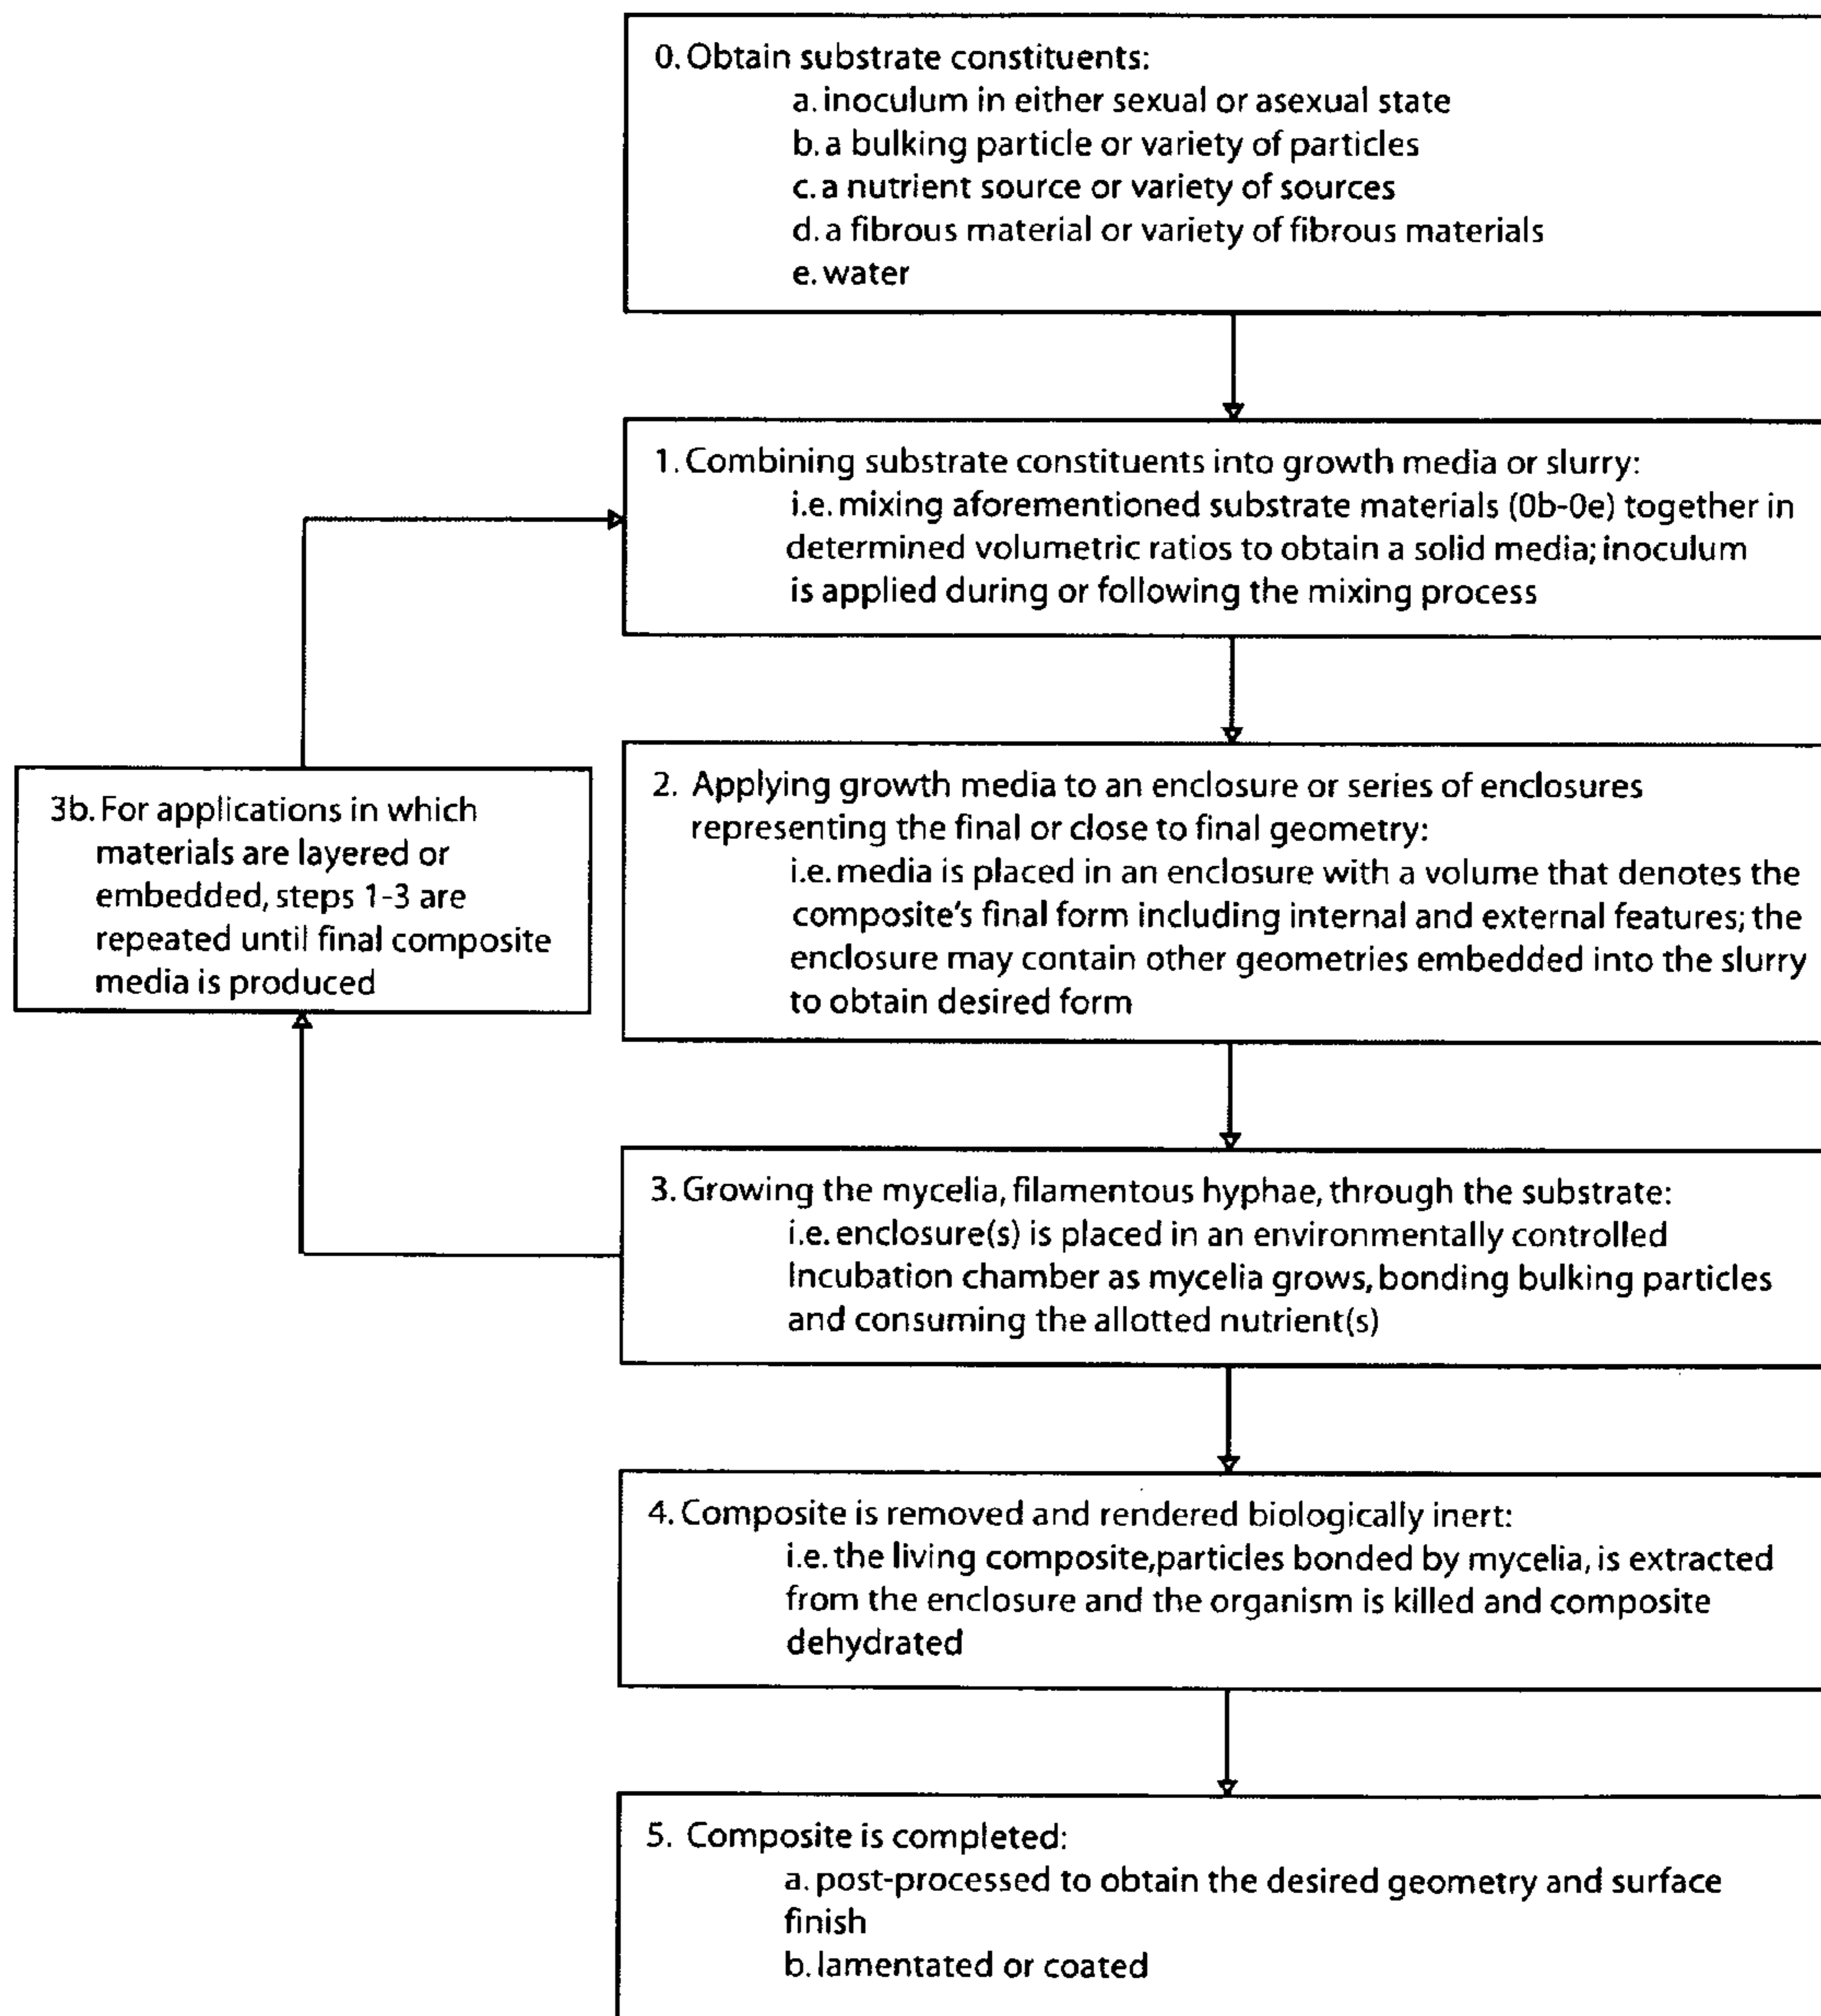 0. Obtain substrate constituents:
a. inoculum in either sexual or asexual state
b. a bulking particle or variety of particles
c. a nutrient source or variety of sources
d. a fibrous material or variety of fibrous materials
e. water
1. Combining substrate constituents into growth media or slurry:
i.e. mixing aforementioned substrate materials (0b-0e) together in
determined volumetric ratios to obtain a solid media; inoculum
is applied during or following the mixing process
2. Applying growth media to an enclosure or series of enclosures
representing the final or close to final geometry:
i.e. media is placed in an enclosure with a volume that denotes the
composite's final form including internal and external features; the
enclosure may contain other geometries embedded into the slurry
to obtain desired form
3b. For applications in which
materials are layered or
embedded, steps 1-3 are
repeated until final composite
media is produced
3. Growing the mycelia, filamentous hyphae, through the substrate:
i.e. enclosure(s) is placed in an environmentally controlled
Incubation chamber as mycelia grows, bonding bulking particles
and consuming the allotted nutrient(s)
4. Composite is removed and rendered biologically inert:
i.e. the living composite,particles bonded by mycelia, is extracted
from the enclosure and the organism is killed and composite
dehydrated
5. Composite is completed:
a. post-processed to obtain the desired geometry and surface
finish
b. lamentated or coated